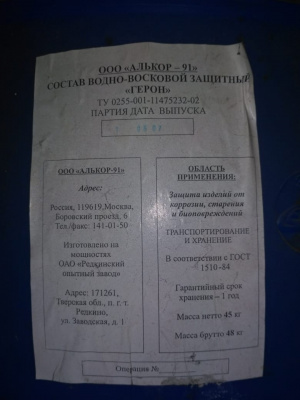 ООО «АЛЬКОР – 91»
СОСТАВ ВОДНО-ВОСКОВОЙ ЗАЩИТНЫЙ
«ГЕРОН»
ТУ 0255-001-11475232-02
ПАРТИЯ ДАТА ВЫПУСКА
ООО «АЛЬКОР-91»
Адрес:
Россия, 119619,Москва,
Боровский проезд, 6
Тел./факс: 141-01-50
Изготовлено на
мощностях
ОАО «Редкинский
опытный завод»
Адрес: 171261,
Тверская обл., п. г. т.
Редкино,
ул. Заводская, д. 1
ОБЛАСТЬ
ПРИМЕНЕНИЯ:
Защита изделий от
коррозии, старения
и биоповреждений
ТРАНСПОРТИРОВАНИЕ
И ХРАНЕНИЕ
В соответствии с ГОСТ
1510-84
Гарантийный срок
хранения – 1 год
Масса нетто 45 кг
Масса брутто 48 кг
Операция №